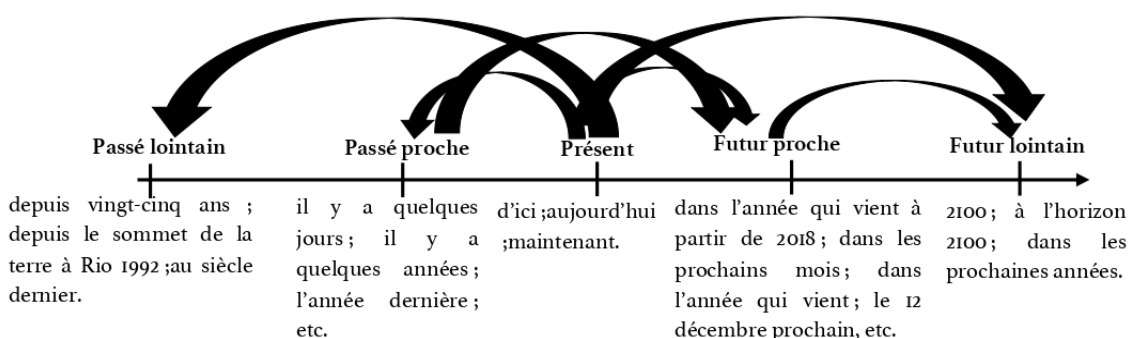 Passé lointain
Passé proche
Présent
Futur proche
Futur lointain
depuis vingt-cinq ans ;
depuis le sommet de la
terre à Rio 1992 ;au siècle
dernier.
il y a quelques
jours ; il y a
quelques années ;
l'année dernière ;
etc.
d'ici ;aujourd'hui
;maintenant.
dans l'année qui vient à
partir de 2018 ; dans les
prochains mois ; dans
l'année qui vient ; le 12
décembre prochain, etc.
2100 ; à l'horizon
2100 ; dans les
prochaines années.